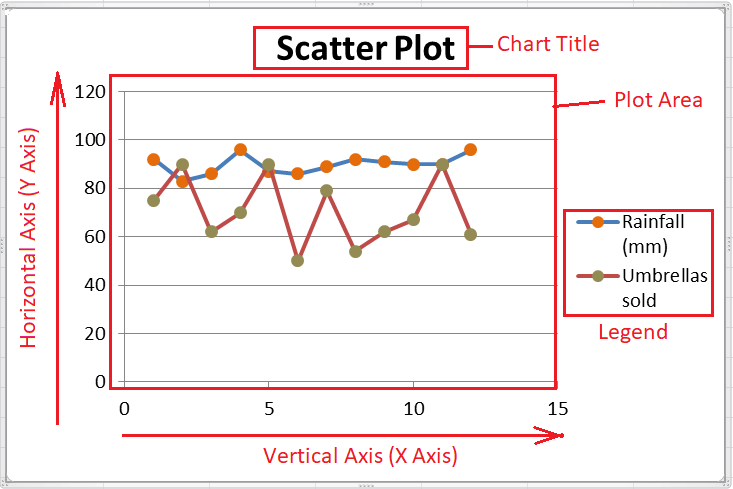 Scatter Plot
Chart Title
Plot Area
Horizontal Axis (Y Axis)
120
100
80
60
40
20
0
0 5 10 15
Vertical Axis (X Axis)
Rainfall
(mm)
Umbrellas
sold
Legend